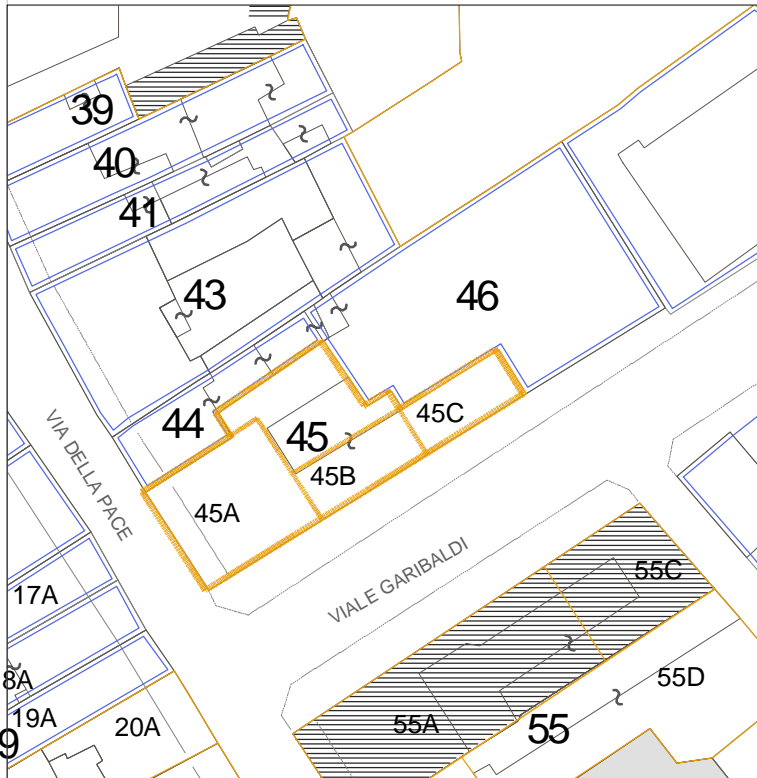 39
40
41
43
46
44
45
45C
45B
45A
VIA DELLA PACE
VIALE GARIBALDI
17A
8A
19A
20A
9
55C
55D
55A
55